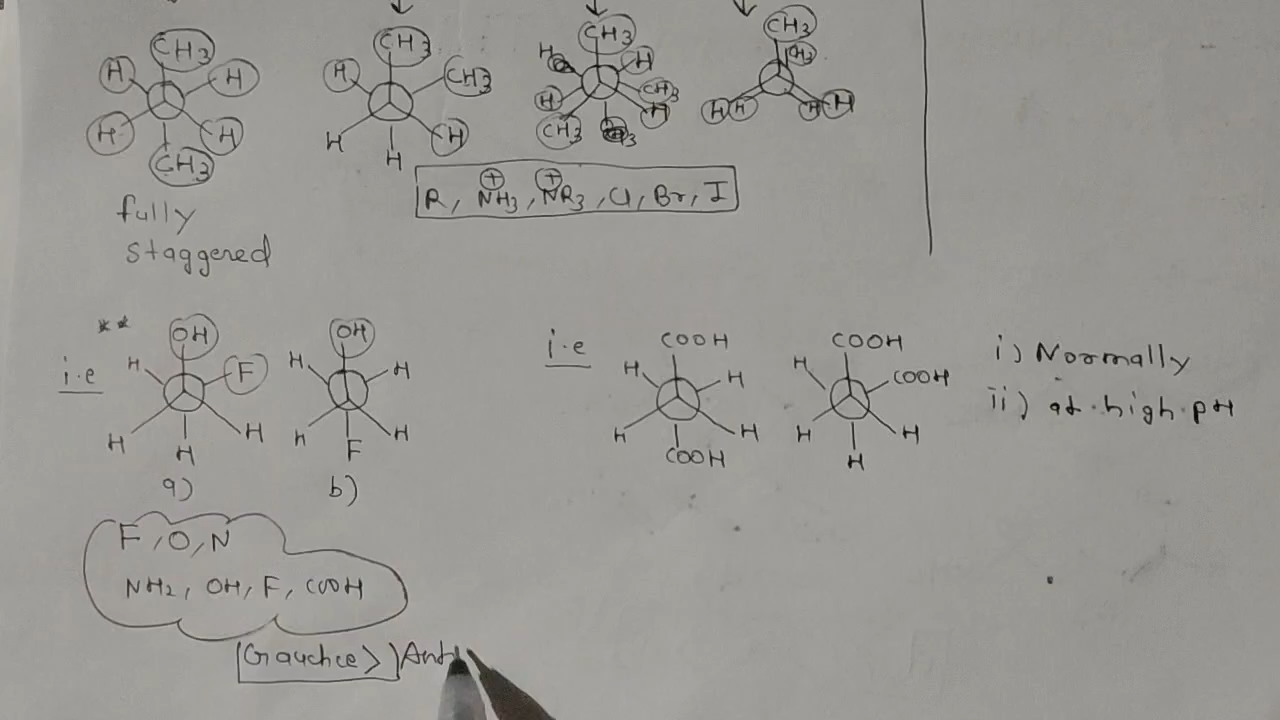 CH3 CH3 CH3 CH3
H H H CH3 H H CH3
H H H H H CH3 H H H H H
CH3 H CH3
R, ⊕NH3, ⊕NR3, Cl, Br, I
fully
staggered
** OH OH i.e COOH COOH i) Normally
i.e H F H H H H H COOH ii) at high pH
H H H H H H H H
H F COOH H
a) b)
F, O, N
NH2, OH, F, COOH
Gauchce > Anti